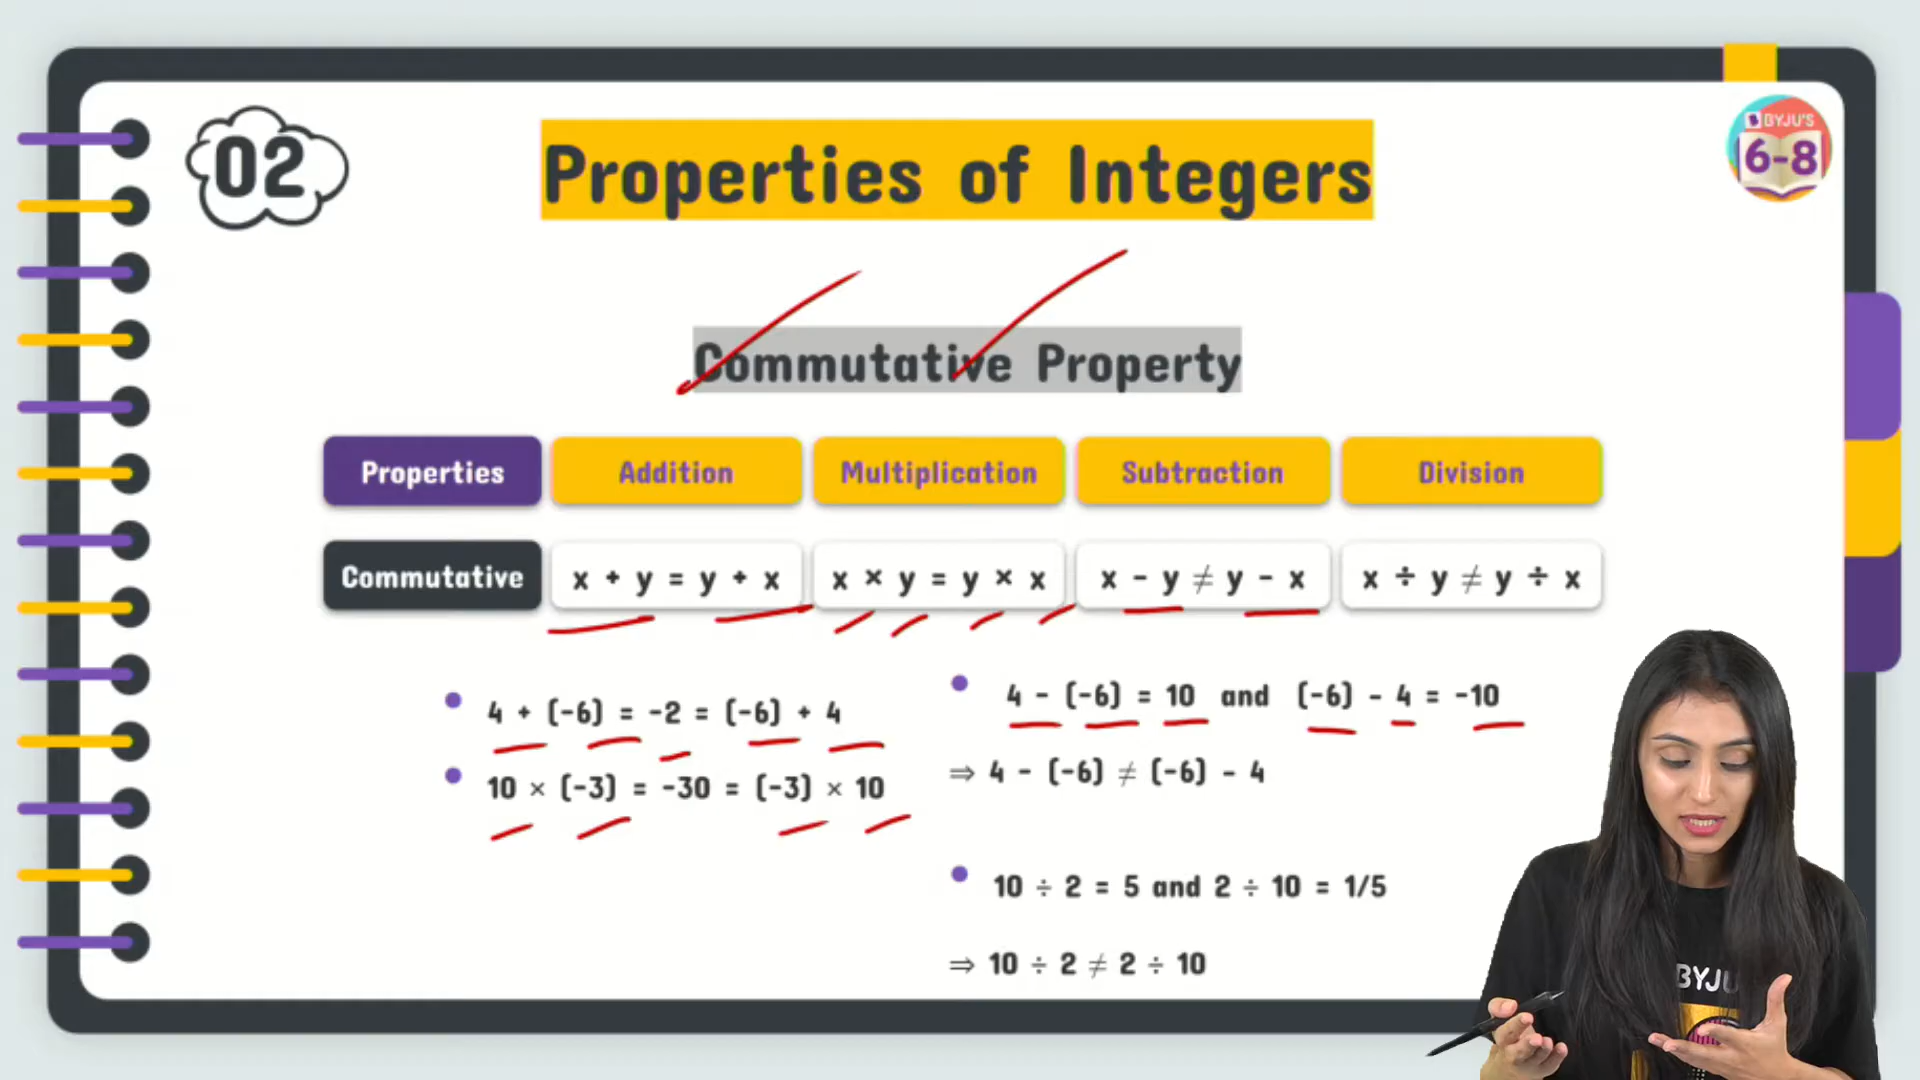 02
Properties of Integers
BYJU'S
6-8
Commutative Property
Properties Addition Multiplication Subtraction Division
Commutative x + y = y + x x × y = y × x x - y ≠ y - x x ÷ y ≠ y ÷ x
4 + (-6) = -2 = (-6) + 4
10 × (-3) = -30 = (-3) × 10
4 - (-6) = 10 and (-6) - 4 = -10
⇒ 4 - (-6) ≠ (-6) - 4
10 ÷ 2 = 5 and 2 ÷ 10 = 1/5
⇒ 10 ÷ 2 ≠ 2 ÷ 10